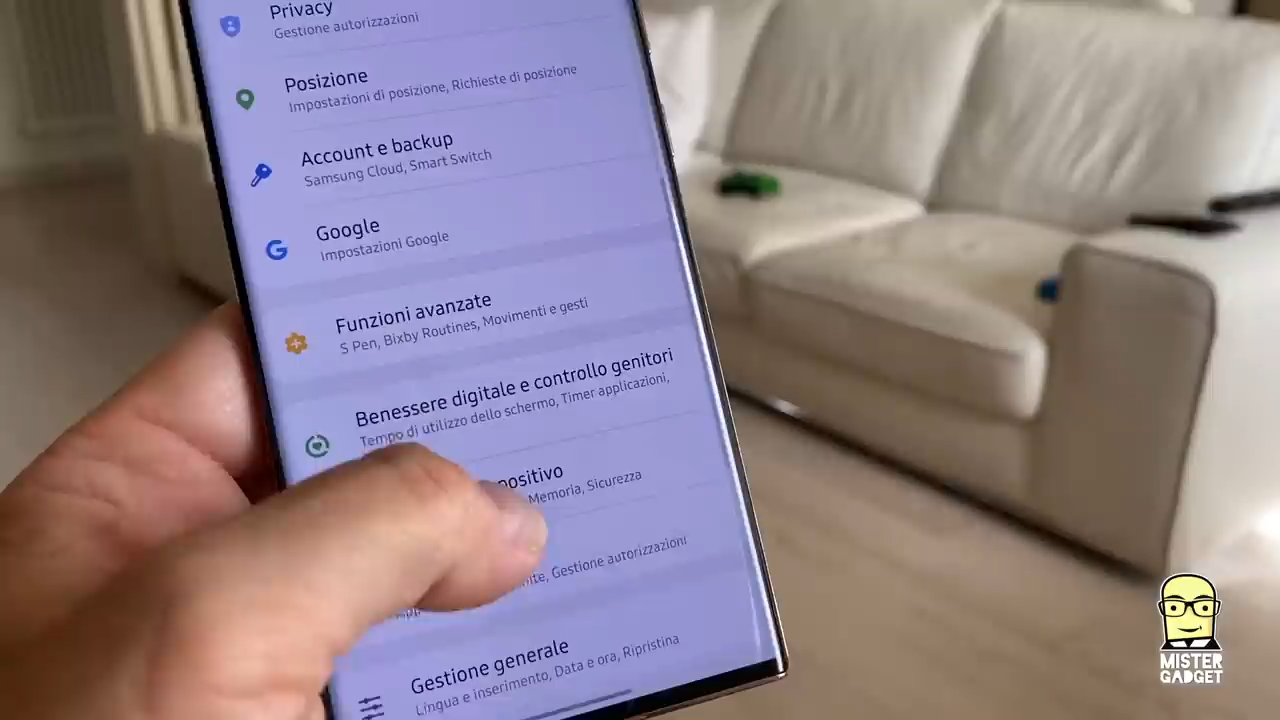 Privacy
Gestione autorizzazioni
Posizione
Impostazioni di posizione, Richieste di posizione
Account e backup
Samsung Cloud, Smart Switch
Google
Impostazioni Google
Funzioni avanzate
S Pen, Bixby Routines, Movimenti e gesti
Benessere digitale e controllo genitori
Tempo di utilizzo dello schermo, Timer applicazioni,
Memoria, Sicurezza
Gestione autorizzazioni
Gestione generale
Lingua e inserimento, Data e ora, Ripristina
MISTER
GADGET